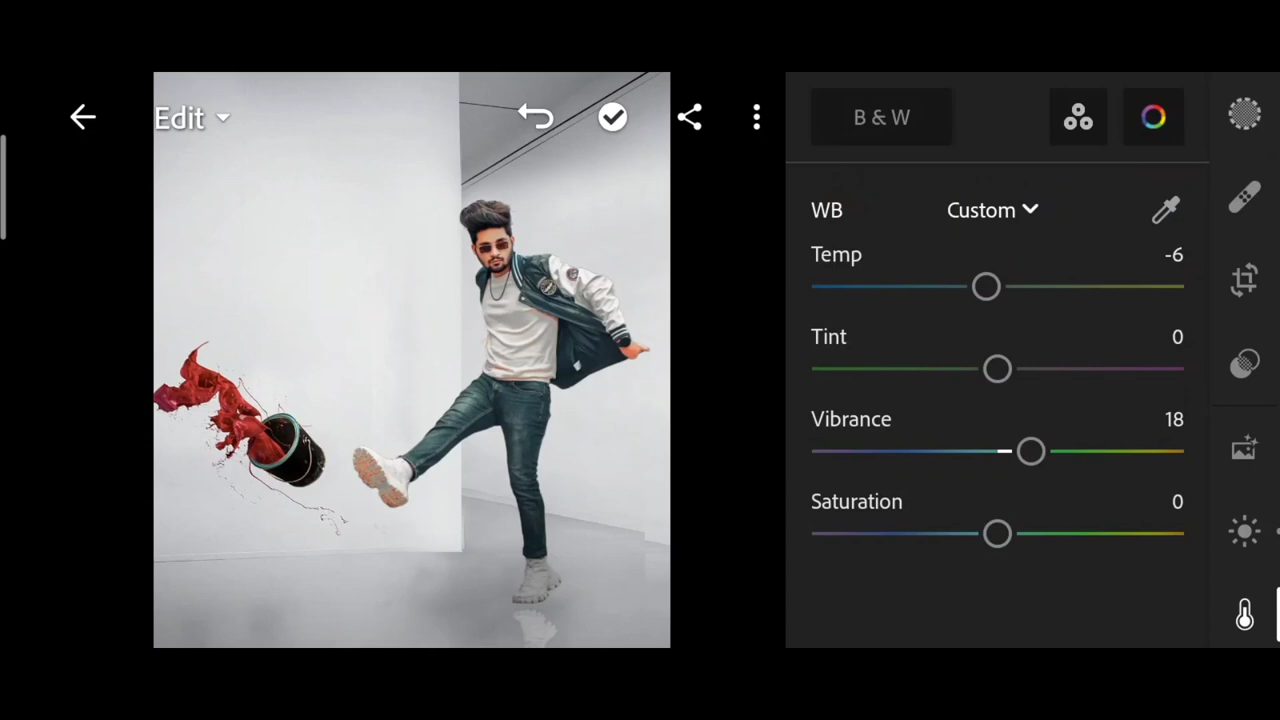 Edit
B & W
WB Custom
Temp -6
Tint 0
Vibrance 18
Saturation 0